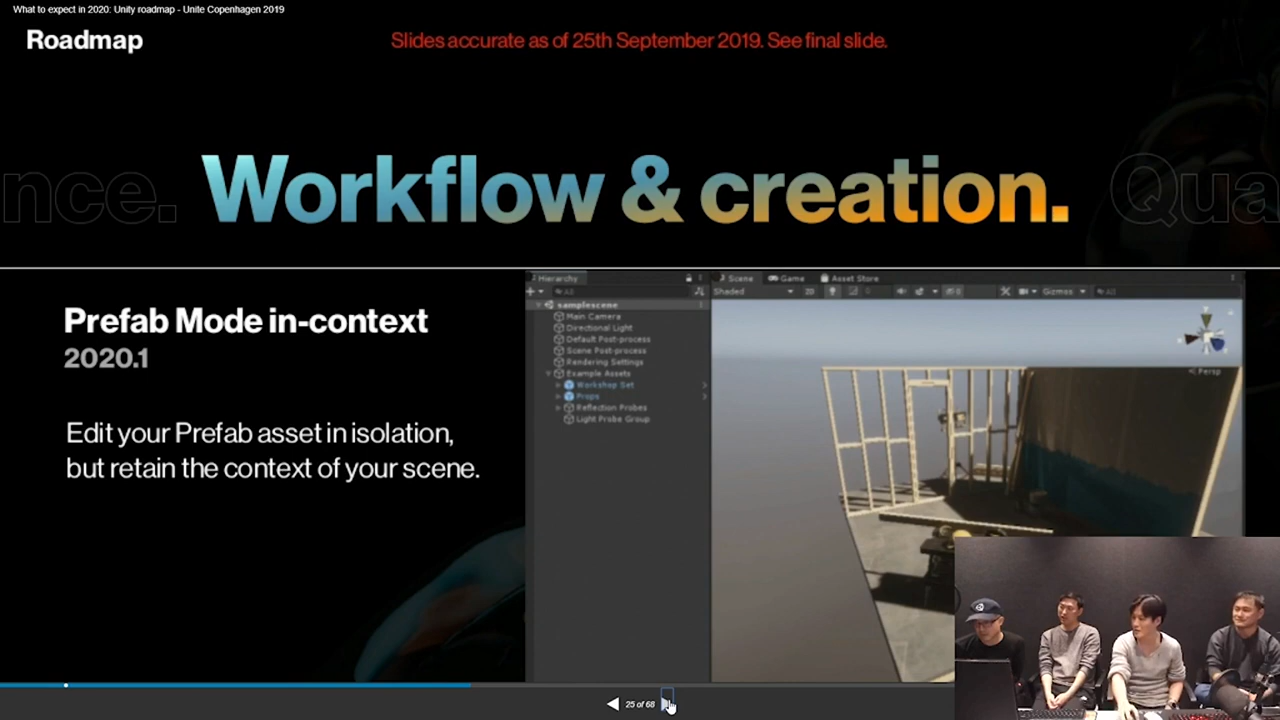 What to expect in 2020: Unity roadmap - Unite Copenhagen 2019
Roadmap
Slides accurate as of 25th September 2019. See final slide.
nce. Workflow & creation. Qua
Prefab Mode in-context
2020.1
Edit your Prefab asset in isolation,
but retain the context of your scene.
Hierarchy
All
samplescene
Main Camera
Directional Light
Default Post-process
Scene Post-process
Rendering Settings
Example Assets
Workshop Set
Props
Reflection Probes
Light Probe Group
Scene Game Asset Store
Shaded 2D Gizmos All
Persp
25 of 68